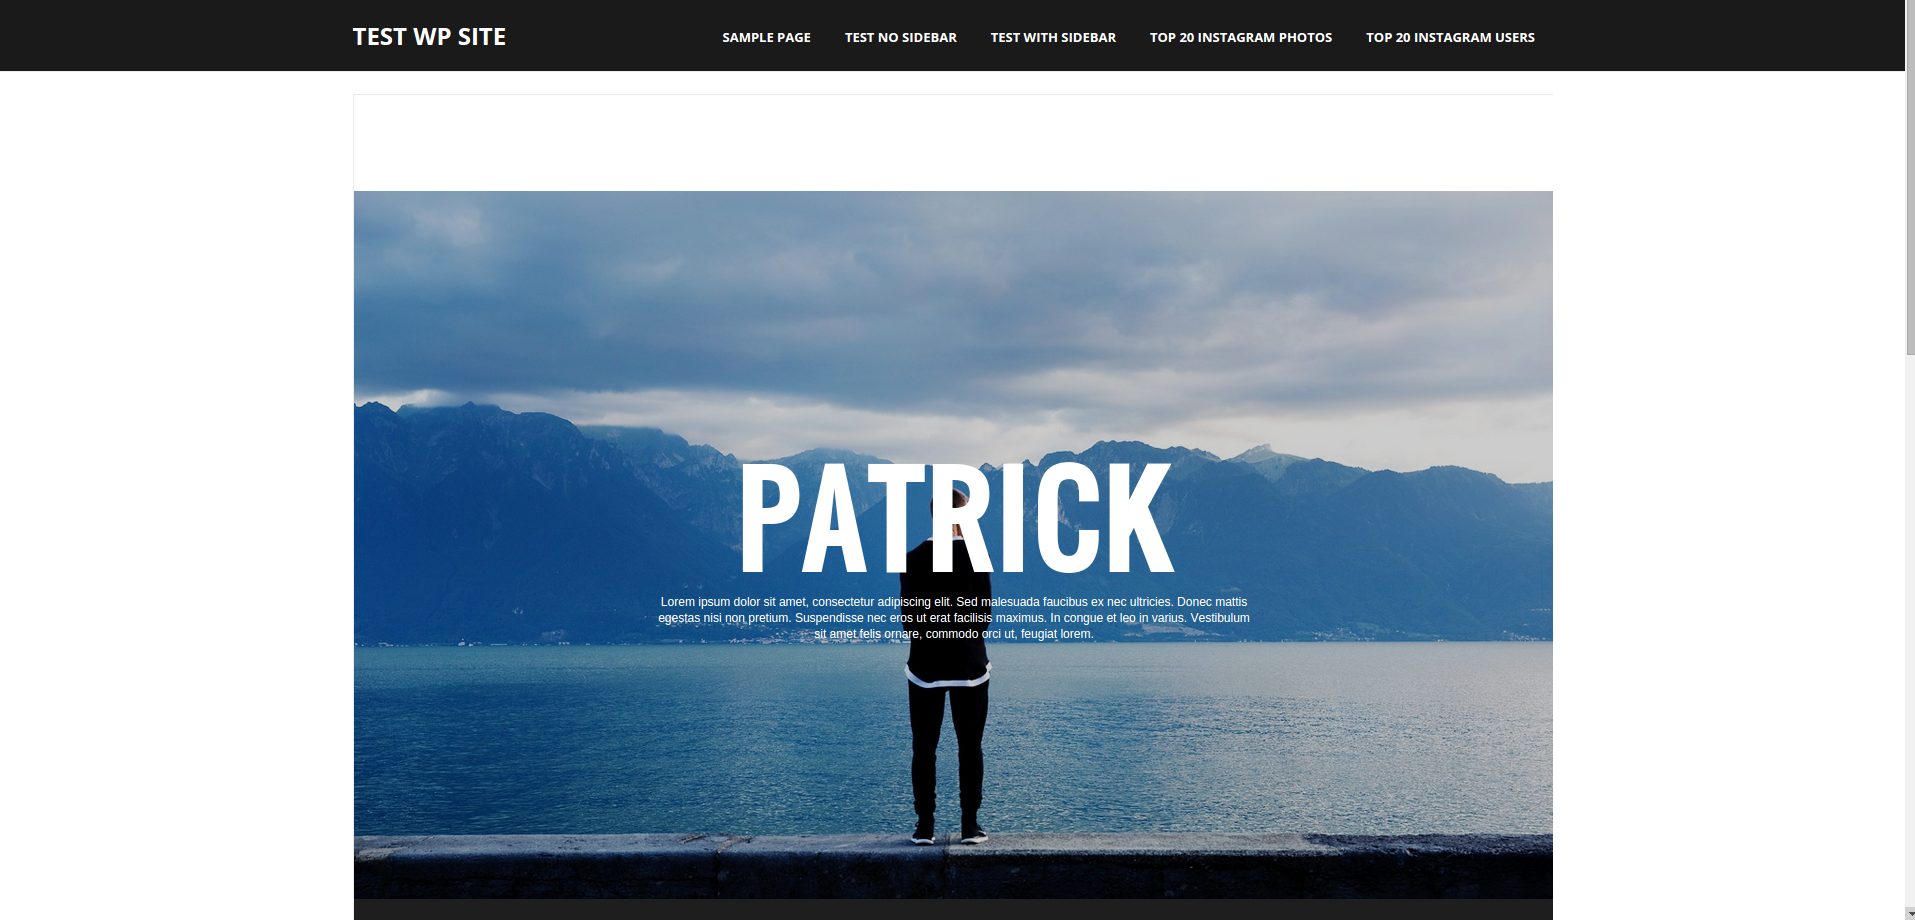 TEST WP SITE
SAMPLE PAGE TEST NO SIDEBAR TEST WITH SIDEBAR TOP 20 INSTAGRAM PHOTOS TOP 20 INSTAGRAM USERS
PATRICK
Lorem ipsum dolor sit amet, consectetur adipiscing elit. Sed malesuada faucibus ex nec ultricies. Donec mattis
egestas nisi non pretium. Suspendisse nec eros ut erat facilisis maximus. In congue et leo in varius. Vestibulum
sit amet felis ornare, commodo orci ut, feugiat lorem.